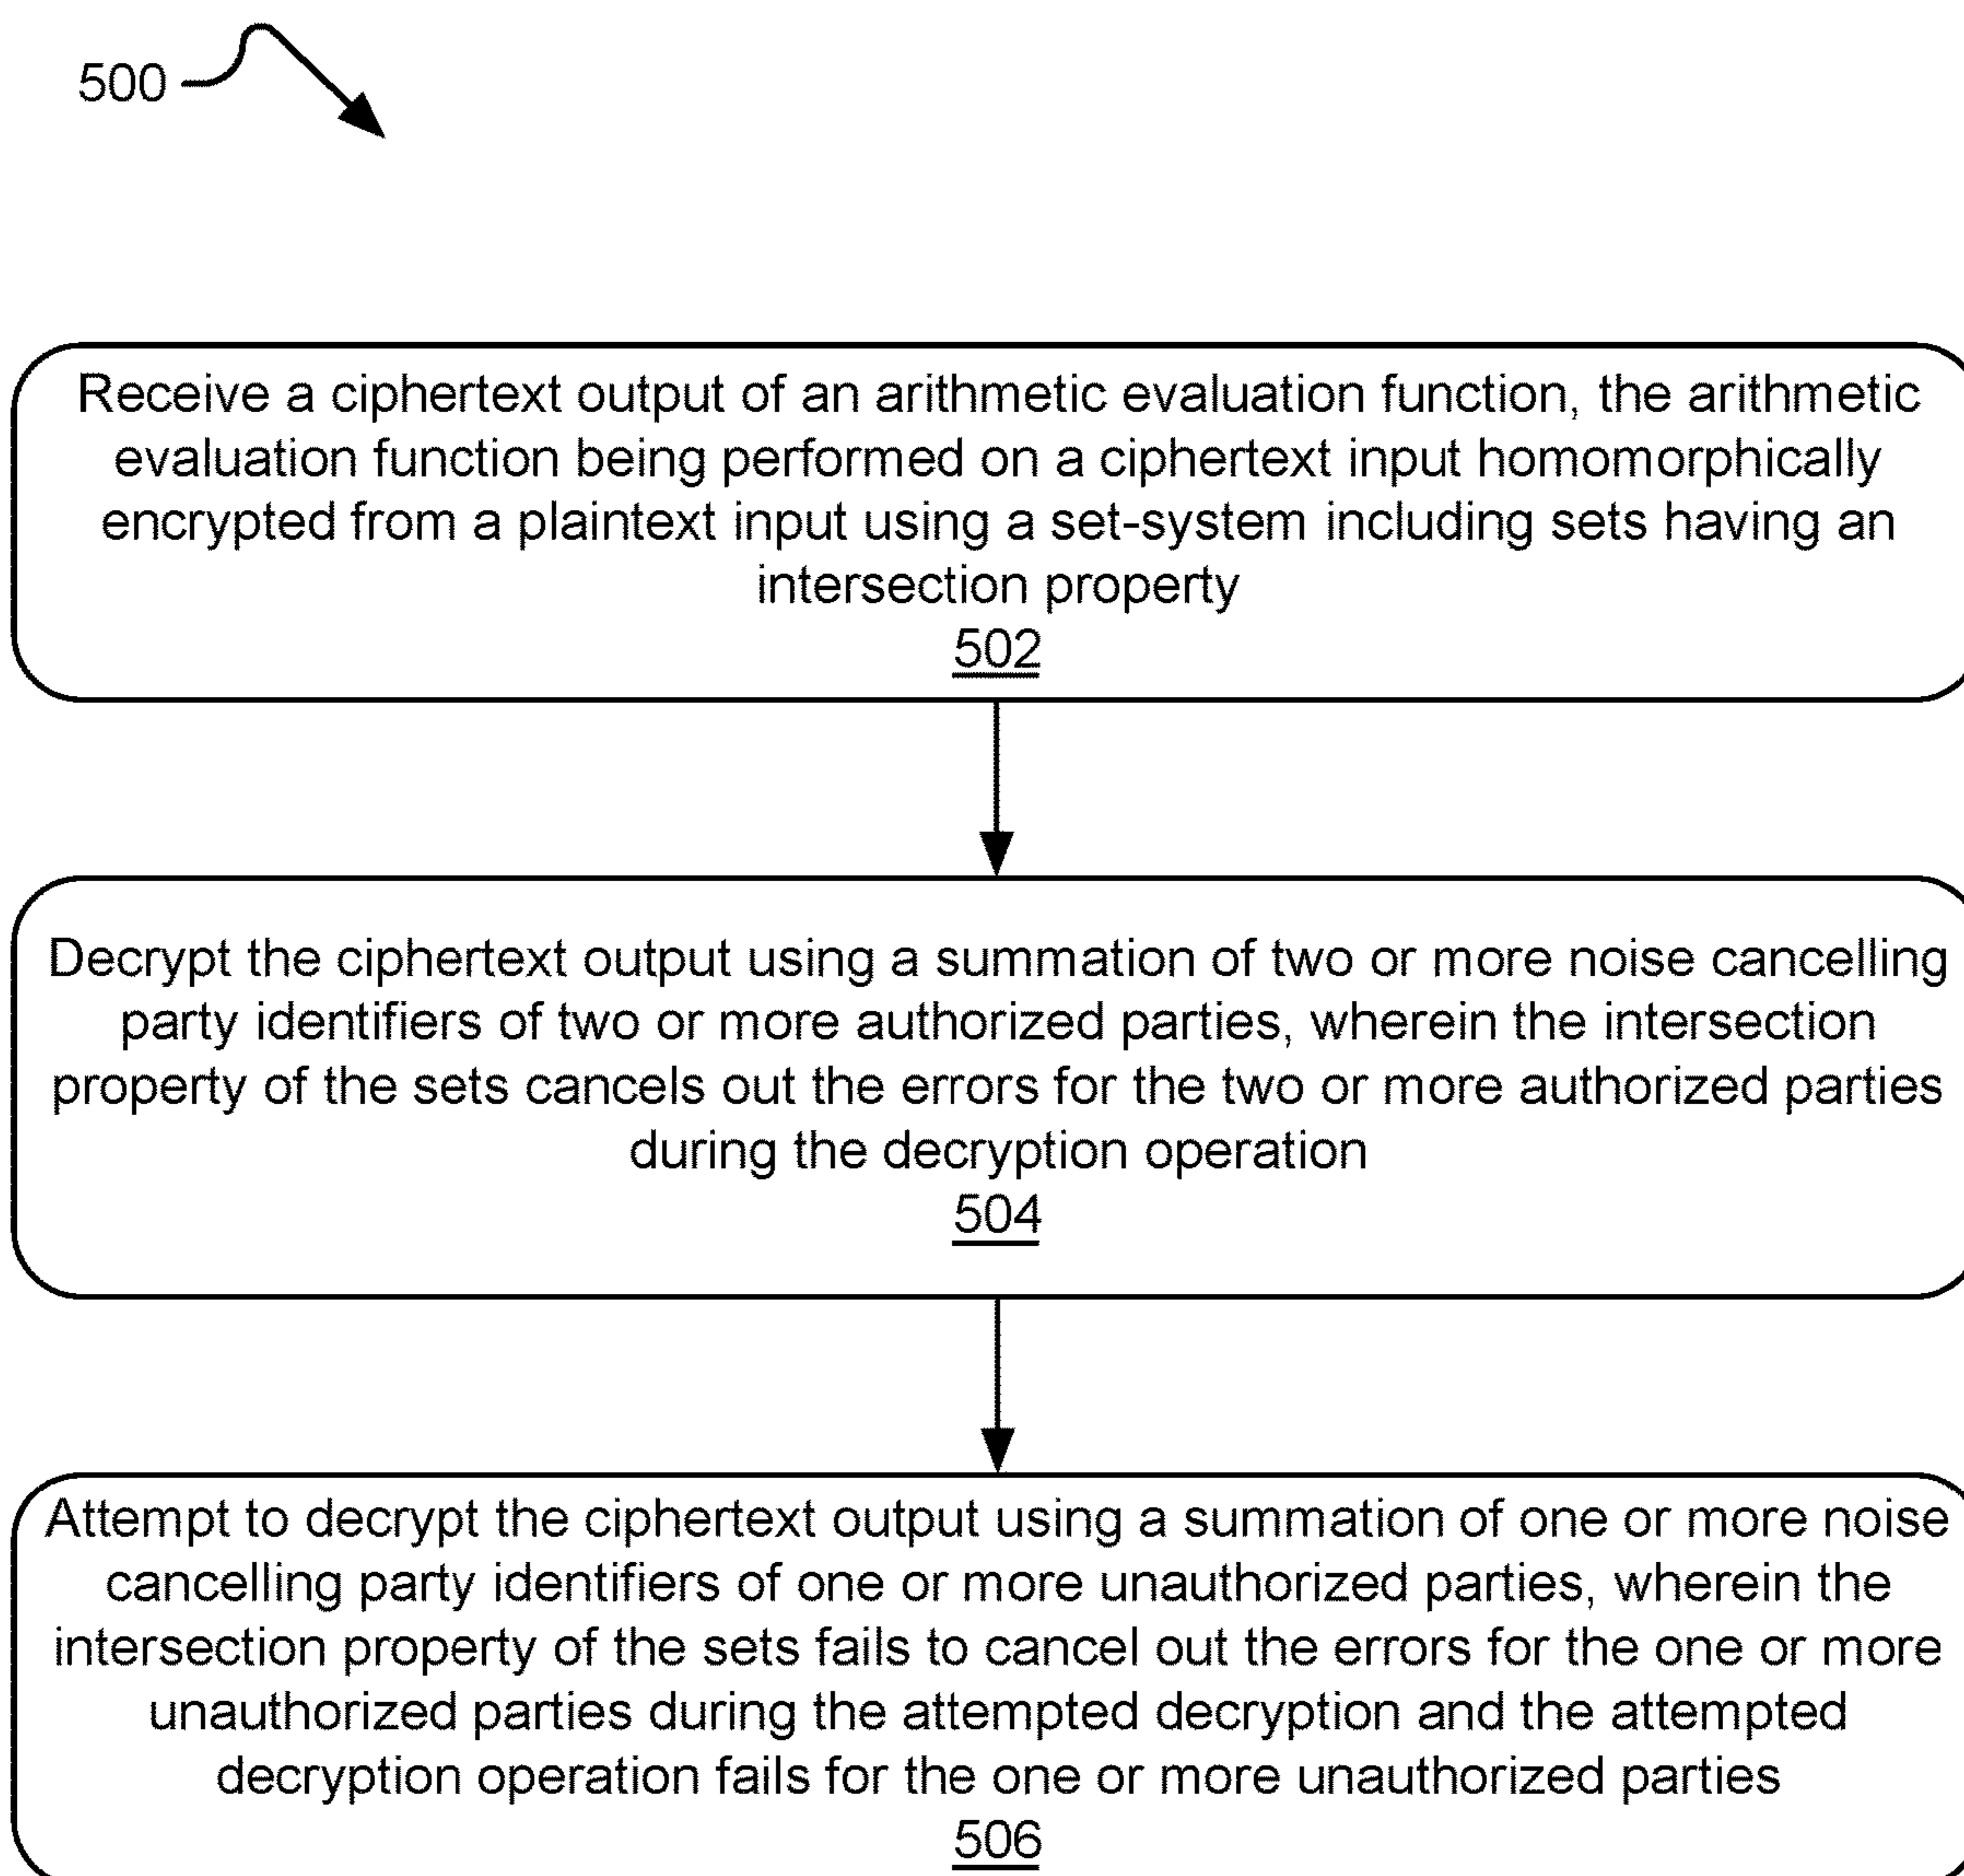 500
Receive a ciphertext output of an arithmetic evaluation function, the arithmetic
evaluation function being performed on a ciphertext input homomorphically
encrypted from a plaintext input using a set-system including sets having an
intersection property
502
Decrypt the ciphertext output using a summation of two or more noise cancelling
party identifiers of two or more authorized parties, wherein the intersection
property of the sets cancels out the errors for the two or more authorized parties
during the decryption operation
504
Attempt to decrypt the ciphertext output using a summation of one or more noise
cancelling party identifiers of one or more unauthorized parties, wherein the
intersection property of the sets fails to cancel out the errors for the one or more
unauthorized parties during the attempted decryption and the attempted
decryption operation fails for the one or more unauthorized parties
506